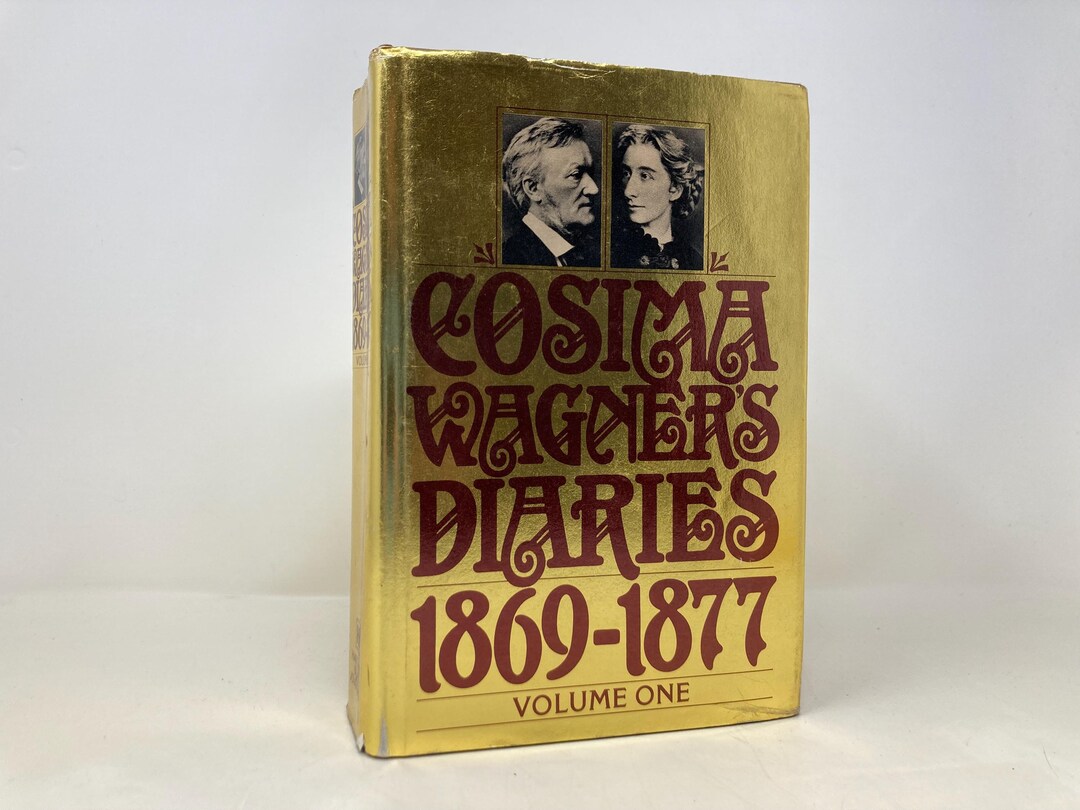 COSIMA
WAGNER'S
DIARIES
1869-1877
VOLUME ONE